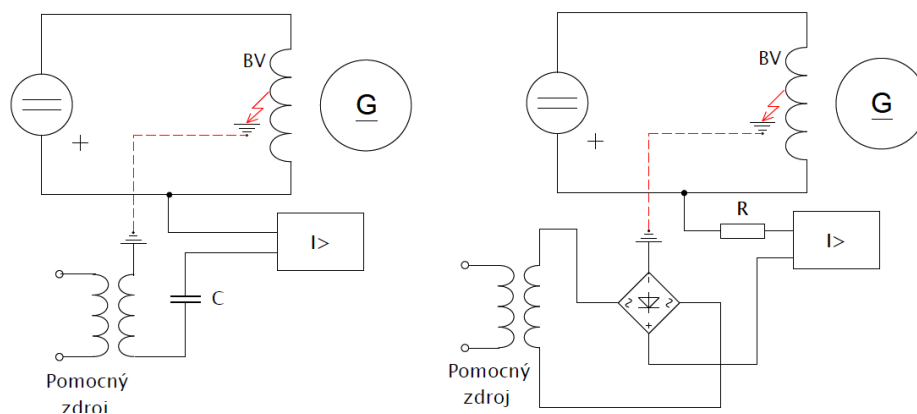 BV
G
+
I>
C
Pomocný
zdroj
BV
G
+
R
I>
~
~
-
+
Pomocný
zdroj